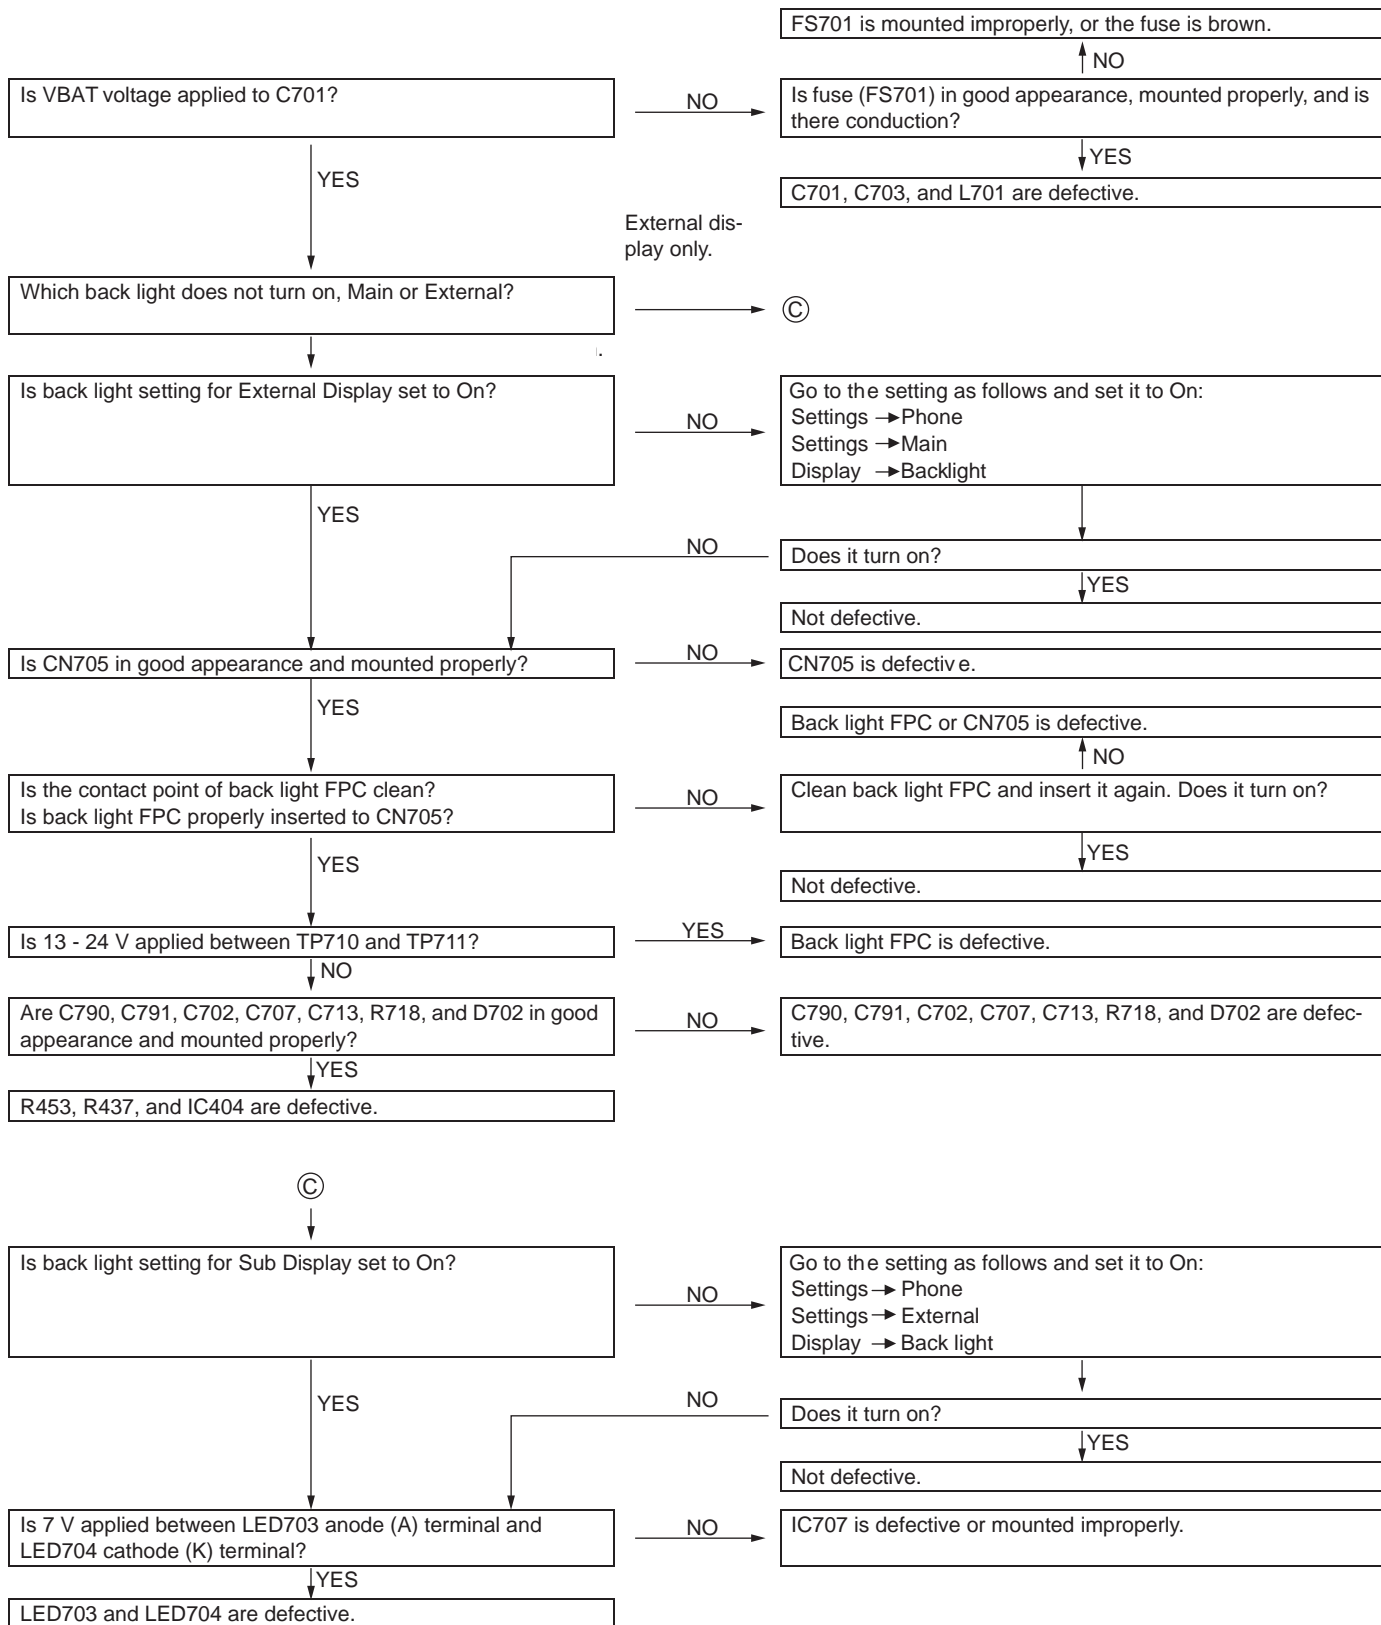 FS701 is mounted improperly, or the fuse is brown.
NO
Is VBAT voltage applied to C701?
NO
Is fuse (FS701) in good appearance, mounted properly, and is
there conduction?
YES
YES
C701, C703, and L701 are defective.
External dis-
play only.
Which back light does not turn on, Main or External?
C
Is back light setting for External Display set to On?
NO
Go to the setting as follows and set it to On:
Settings → Phone
Settings → Main
Display → Backlight
YES
NO
Does it turn on?
YES
Not defective.
Is CN705 in good appearance and mounted properly?
NO
CN705 is defective.
YES
Back light FPC or CN705 is defective.
NO
Is the contact point of back light FPC clean?
Is back light FPC properly inserted to CN705?
NO
Clean back light FPC and insert it again. Does it turn on?
YES
YES
Not defective.
Is 13 - 24 V applied between TP710 and TP711?
YES
Back light FPC is defective.
NO
Are C790, C791, C702, C707, C713, R718, and D702 in good
appearance and mounted properly?
NO
C790, C791, C702, C707, C713, R718, and D702 are defec-
tive.
YES
R453, R437, and IC404 are defective.
C
Is back light setting for Sub Display set to On?
NO
Go to the setting as follows and set it to On:
Settings → Phone
Settings → External
Display → Back light
YES
NO
Does it turn on?
YES
Not defective.
Is 7 V applied between LED703 anode (A) terminal and
LED704 cathode (K) terminal?
NO
IC707 is defective or mounted improperly.
YES
LED703 and LED704 are defective.